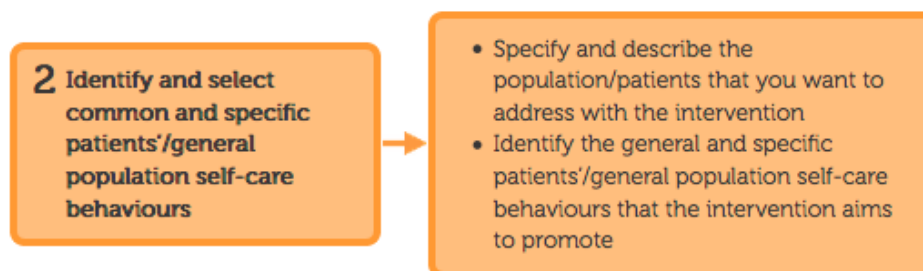 2 Identify and select
common and specific
patients'/general
population self-care
behaviours
• Specify and describe the
population/patients that you want to
address with the intervention
• Identify the general and specific
patients'/general population self-care
behaviours that the intervention aims
to promote